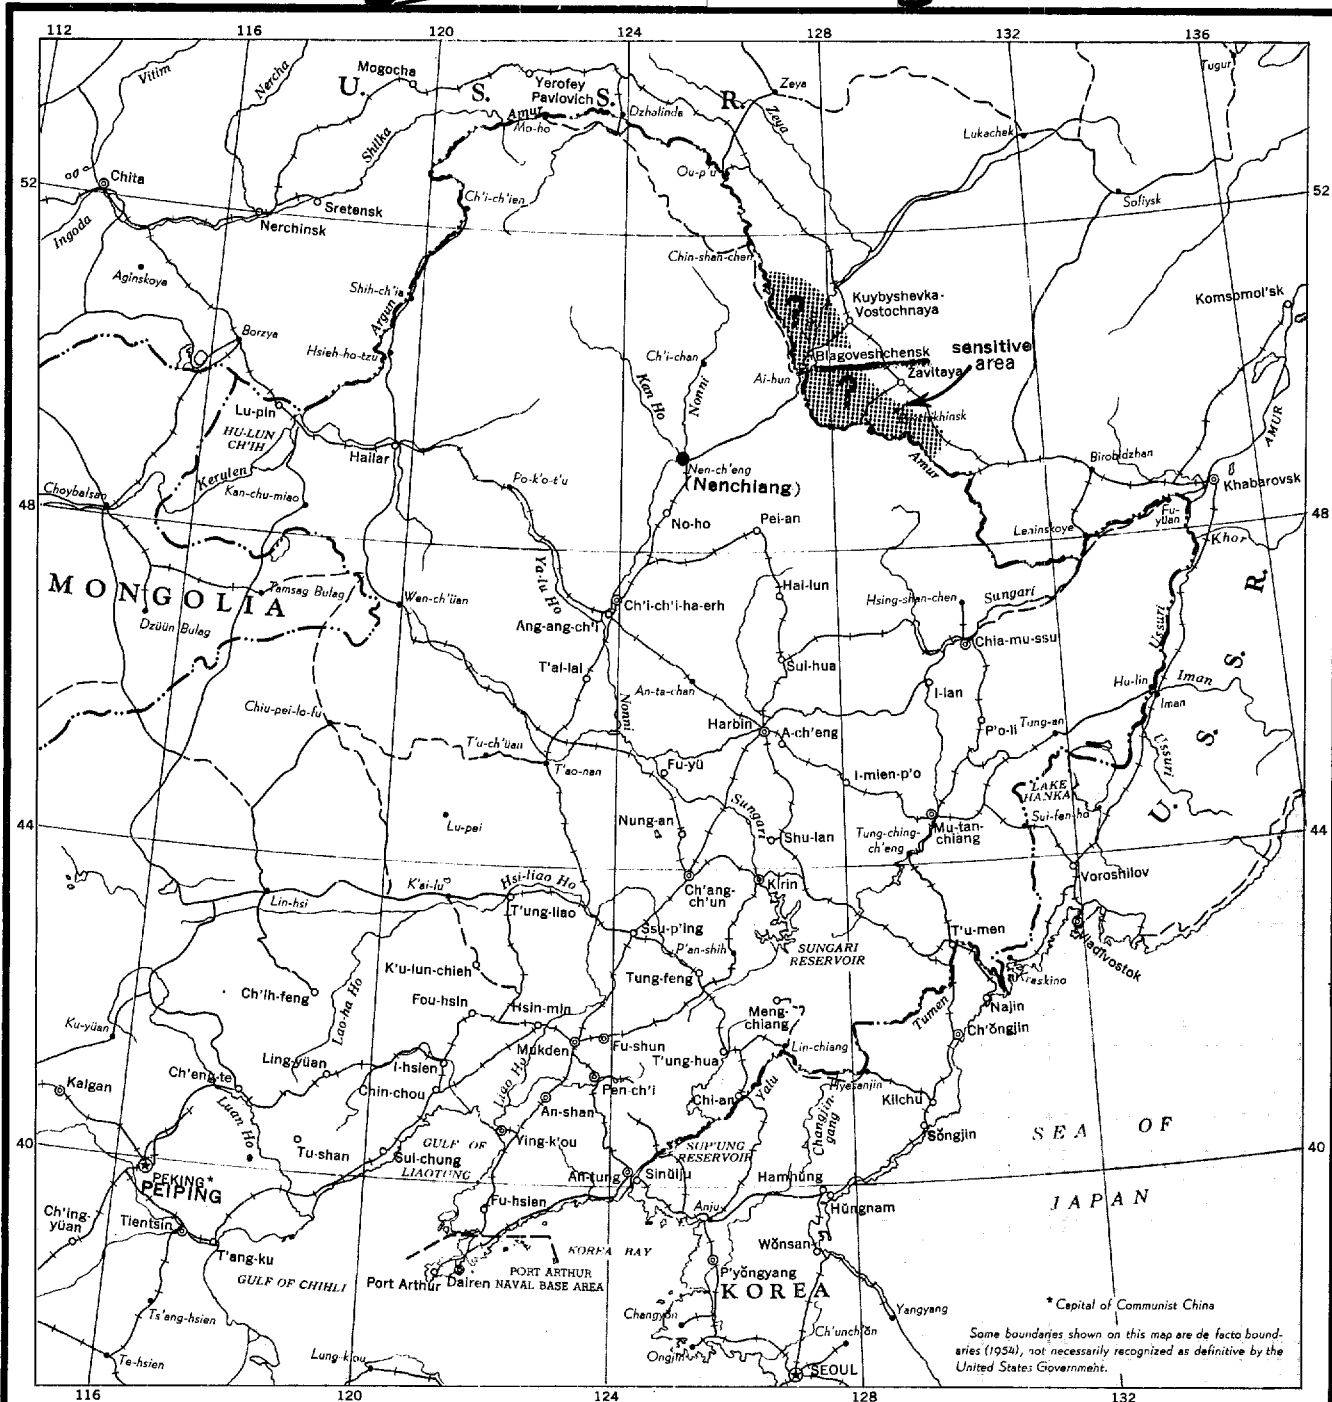 112
116
120
124
128
132
136
Vitim
Nercha
Mogocha
U. S. S. R.
Yerofey
Pavlovich
Zeya
Tugur
Amur
Mo-ho
Dzhalinda
Zeya
Shilka
Lukachek
52
Chita
Ou-p'u
52
Ch'i-ch'ien
Sofiysk
Sretensk
Nerchinsk
Ingoda
Chin-shan-chen
Aginskoye
Shih-ch'ia
Argun
Kuybyshevka-
Vostochnaya
Komsomol'sk
Borzya
Hsieh-ho-tzu
Ch'i-chan
Blagoveshchensk
sensitive
area
Ai-hun
Zavitaya
Kan Ho
Nonni
Lu-pin
HU-LUN
CH'IH
AMUR
Hailar
Amur
Birobidzhan
Kerulen
Nen-ch'eng
(Nenchiang)
Khabarovsk
Choybalsan
Kan-chu-miao
Po-k'o-t'u
48
No-ho
Pei-an
Fu-
yüan
48
Leninskoye
Khor
MONGOLIA
Tamsag Bulag
Ya-lu Ho
Hai-lun
Wen-ch'üan
Ch'i-ch'i-ha-erh
Hsing-shan-chen
Sungari
Dzüün Bulag
Ang-ang-ch'i
Chia-mu-ssu
Ussuri
U. S. S. R.
T'ai-lai
Sui-hua
An-ta-chan
I-lan
Hu-lin
Iman
Iman
Chiu-pei-lo-fu
Nonni
Harbin
A-ch'eng
P'o-li
Tung-an
T'u-ch'üan
T'ao-nan
Fu-yü
I-mien-p'o
Ussuri
LAKE
HANKA
Lu-pei
Nung-an
Sungari
Shu-lan
Tung-ching-
ch'eng
Mu-tan-
chiang
Sui-fen-ho
44
44
Voroshilov
K'ai-lu
Hsi-liao Ho
Ch'ang-
ch'un
Kirin
Lin-hsi
T'ung-liao
Ssu-p'ing
P'an-shih
SUNGARI
RESERVOIR
T'u-men
Vladivostok
K'u-lun-chieh
Tung-feng
Kraskino
Ch'ih-feng
Fou-hsin
Hsin-min
Meng-
chiang
Tumen
Najin
Ku-yüan
Lao-ha Ho
Mukden
Fu-shun
Lin-chiang
Ch'ŏngjin
Ling-yüan
I-hsien
T'ung-hua
Kalgan
Ch'eng-te
Chin-chou
Liao Ho
Pen-ch'i
Chi-an
Yalu
Hyesanjin
Kilchu
Luan Ho
An-shan
Changjin-
gang
40
Tu-shan
GULF OF
LIAOTUNG
Ying-k'ou
SUP'UNG
RESERVOIR
Sŏngjin
SEA OF
JAPAN
40
PEKING*
PEIPING
Sui-chung
An-tung
Sinŭiju
Hamhŭng
Ch'ing-
yüan
Tientsin
Fu-hsien
Anju
Hŭngnam
T'ang-ku
GULF OF CHIHLI
KOREA BAY
Wŏnsan
Port Arthur
Dairen
PORT ARTHUR
NAVAL BASE AREA
P'yŏngyang
KOREA
Ts'ang-hsien
Changyŏn
Yangyang
Ch'unch'ŏn
Te-hsien
Lung-k'ou
Ongjin
SEOUL
* Capital of Communist China
Some boundaries shown on this map are de facto bound-
aries (1954), not necessarily recognized as definitive by the
United States Government.
116
120
124
128
132